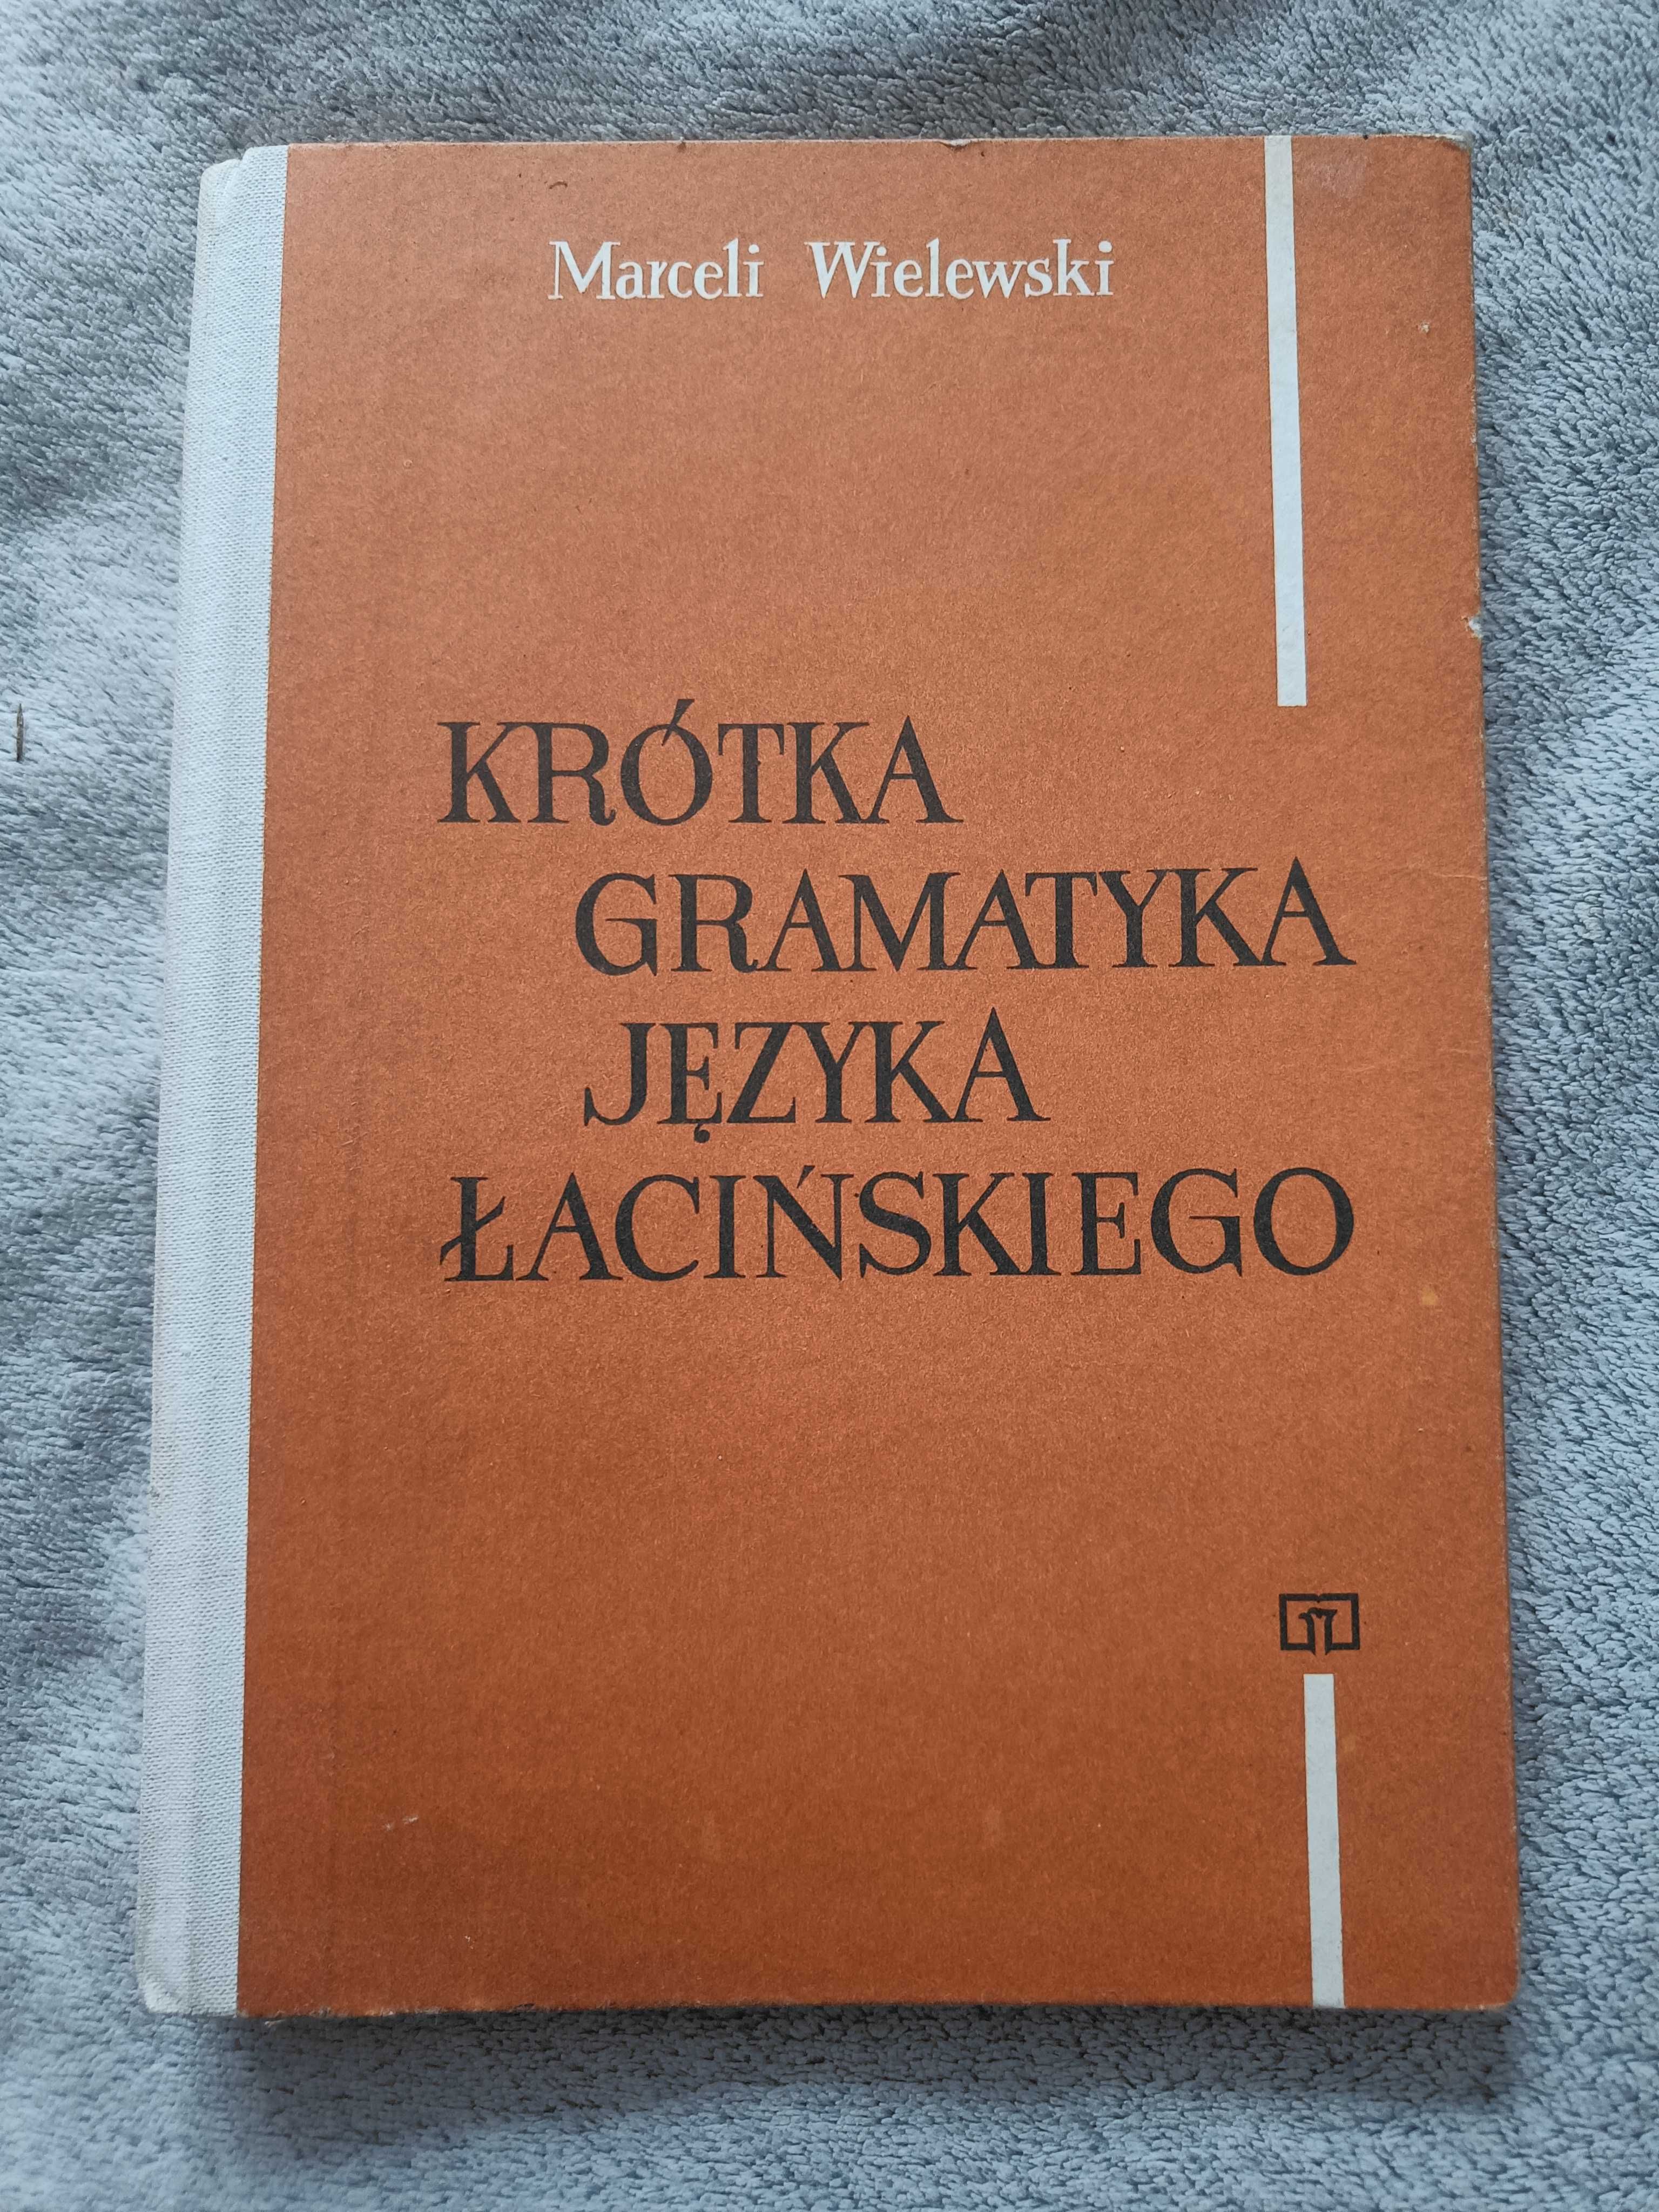 Marceli Wielewski
KRÓTKA
GRAMATYKA
JĘZYKA
ŁACIŃSKIEGO